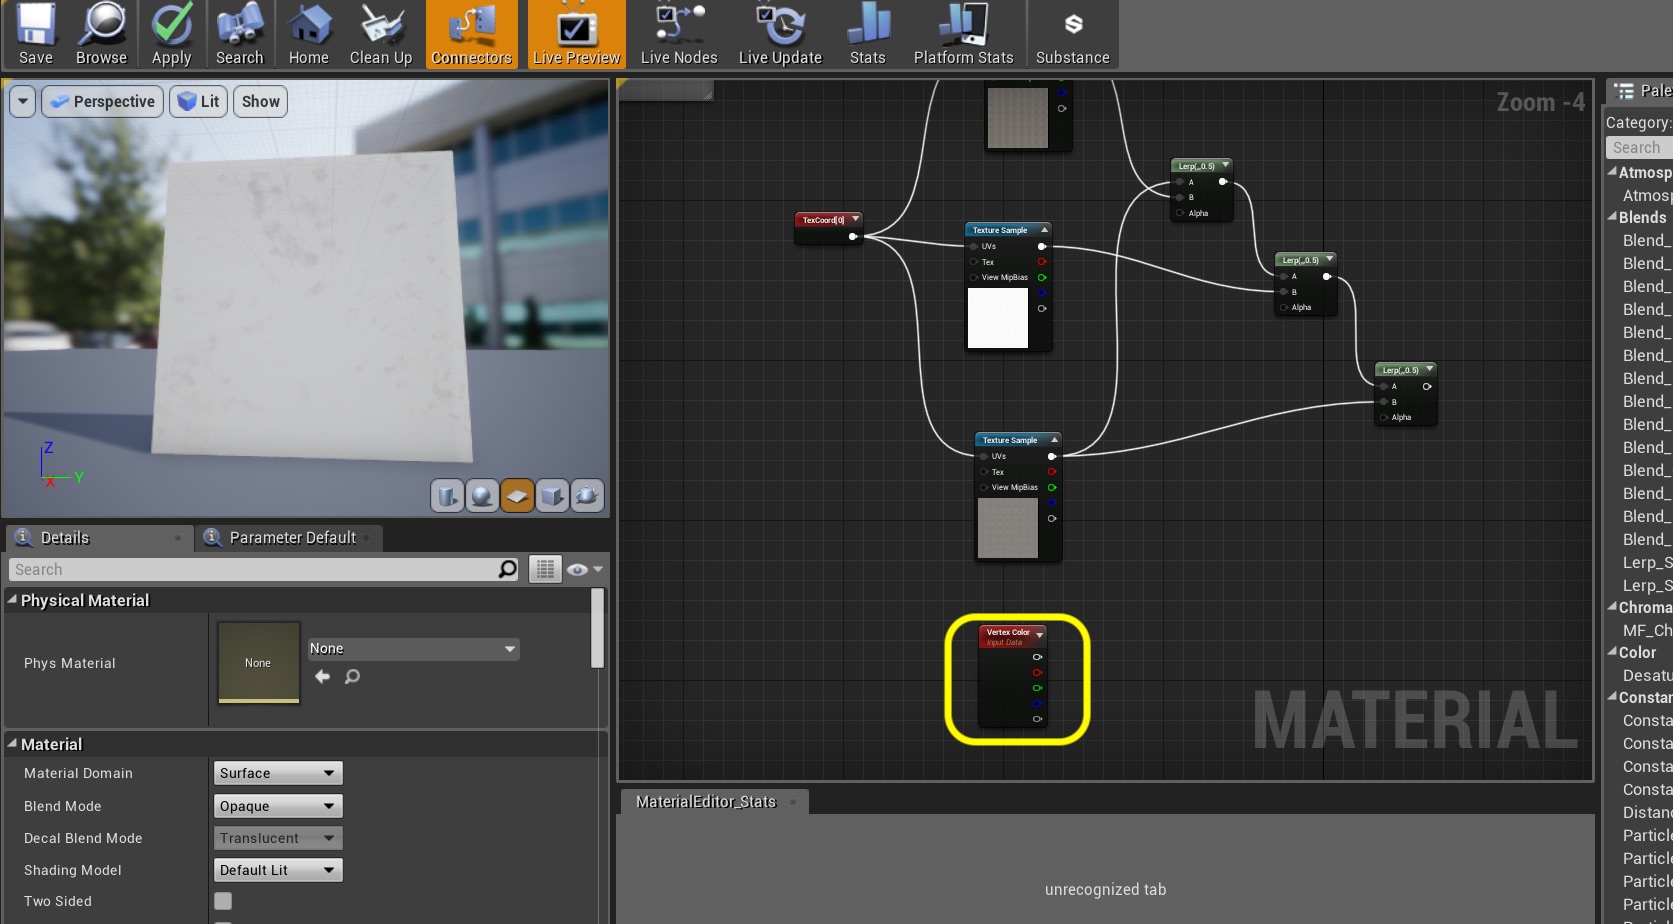 Save Browse Apply Search Home Clean Up Connectors Live Preview Live Nodes Live Update Stats Platform Stats Substance
Perspective Lit Show
Z
Y
X
Details
Parameter Default
Search
Physical Material
Phys Material
None
None
Material
Material Domain Surface
Blend Mode Opaque
Decal Blend Mode Translucent
Shading Model Default Lit
Two Sided
Zoom -4
TexCoord[0]
Texture Sample
UVs
Tex
View MipBias
Texture Sample
UVs
Tex
View MipBias
Lerp(,,0.5)
A
B
Alpha
Lerp(,,0.5)
A
B
Alpha
Lerp(,,0.5)
A
B
Alpha
Vertex Color
Input Data
MATERIAL
MaterialEditor_Stats
unrecognized tab
Pale
Category:
Search
Atmosp
Atmosp
Blends
Blend_
Blend_
Blend_
Blend_
Blend_
Blend_
Blend_
Blend_
Blend_
Blend_
Blend_
Blend_
Blend_
Blend_
Lerp_S
Lerp_S
Chroma
MF_Ch
Color
Desatu
Constan
Consta
Consta
Consta
Consta
Distanc
Particle
Particle
Particle
Particle